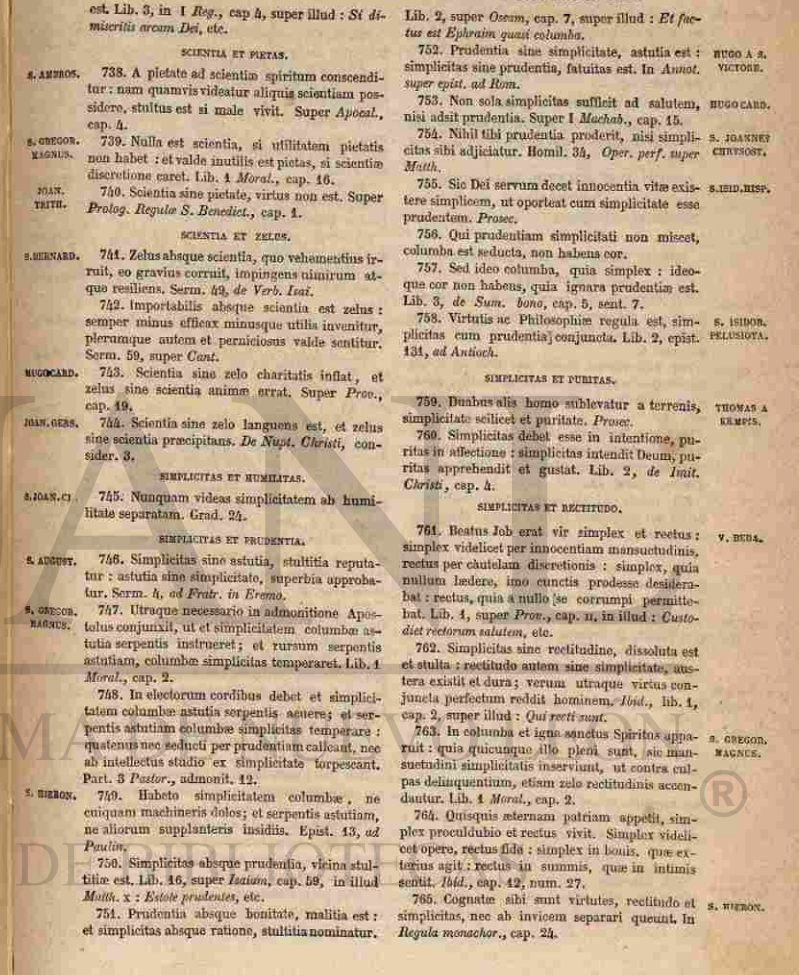 est. Lib. 3, in I Reg., cap 4, super illud : Si di-
miseritis arcam Dei, etc.
SCIENTIA ET PIETAS.
S. AMBROS.
738. A pietate ad scientiæ spiritum conscendi-
tur : nam quamvis videatur aliquis scientiam pos-
sidere, stultus est si male vivit. Super Apocal.,
cap. 4.
S. GREGOR.
MAGNUS.
739. Nulla est scientia, si utilitatem pietatis
non habet : et valde inutilis est pietas, si scientiæ
discretione caret. Lib. 1 Moral., cap. 16.
JOAN.
TRITH.
740. Scientia sine pietate, virtus non est. Super
Prolog. Regulæ S. Benedict., cap. 1.
SCIENTIA ET ZELUS.
S. BERNARD.
741. Zelus absque scientia, quo vehementius ir-
ruit, eo gravius corruit, impingens nimirum at-
que resiliens. Serm. 49, de Verb. Isai.
742. Importabilis absque scientia est zelus :
semper minus efficax minusque utilis invenitur,
plerumque autem et perniciosus valde sentitur.
Serm. 59, super Cant.
HUGO CARD.
743. Scientia sine zelo charitatis inflat, et
zelus sine scientia animæ errat. Super Prov.,
cap. 19.
JOAN. GERS.
744. Scientia sine zelo languens est, et zelus
sine scientia præcipitans. De Nupt. Christi, con-
sider. 3.
SIMPLICITAS ET HUMILITAS.
S. JOAN. CL.
745. Nunquam videas simplicitatem ab humi-
litate separatam. Grad. 24.
SIMPLICITAS ET PRUDENTIA.
S. AUGUST.
746. Simplicitas sine astutia, stultitia reputa-
tur : astutia sine simplicitate, superbia approba-
tur. Serm. 4, ad Fratr. in Eremo.
S. GREGOR.
MAGNUS.
747. Utraque necessario in admonitione Apos-
tolus conjunxit, ut et simplicitatem columbæ as-
tutia serpentis instrueret; et rursum serpentis
astutiam, columbæ simplicitas temperaret. Lib. 1
Moral., cap. 2.
748. In electorum cordibus debet et simplici-
tatem columbæ astutia serpentis acuere; et ser-
pentis astutiam columbæ simplicitas temperare :
quatenus nec seducti per prudentiam calleant, nec
ab intellectus studio ex simplicitate torpescant.
Part. 3 Pastor., admonit. 12.
S. HIERON.
749. Habeto simplicitatem columbæ, ne
cuiquam machineris dolos; et serpentis astutiam,
ne aliorum supplanteris insidiis. Epist. 13, ad
Paulin.
750. Simplicitas absque prudentia, vicina stul-
titiæ est. Lib. 16, super Isaiam, cap. 59, in illud
Matth. x : Estote prudentes, etc.
751. Prudentia absque bonitate, malitia est :
et simplicitas absque ratione, stultitia nominatur.
Lib. 2, super Oseam, cap. 7, super illud : Et fac-
tus est Ephraim quasi columba.
752. Prudentia sine simplicitate, astutia est :
simplicitas sine prudentia, fatuitas est. In Annot.
super epist. ad Rom.
HUGO A S.
VICTORE.
753. Non sola simplicitas sufficit ad salutem,
nisi adsit prudentia. Super I Machab., cap. 15.
HUGO CARD.
754. Nihil tibi prudentia proderit, nisi simpli-
citas sibi adjiciatur. Homil. 34, Oper. perf. super
Matth.
S. JOANNES
CHRYSOST.
755. Sic Dei servum decet innocentia vitæ exis-
tere simplicem, ut oporteat cum simplicitate esse
prudentem. Prosec.
S. ISID. HISP.
756. Qui prudentiam simplicitati non miscet,
columba est seducta, non habens cor.
757. Sed ideo columba, quia simplex : ideo-
que cor non habens, quia ignara prudentiæ est.
Lib. 3, de Sum. bono, cap. 5, sent. 7.
758. Virtutis ac Philosophiæ regula est, sim-
plicitas cum prudentia] conjuncta. Lib. 2, epist.
131, ad Antioch.
S. ISIDOR.
PELUSIOTA.
SIMPLICITAS ET PURITAS.
759. Duabus alis homo sublevatur a terrenis,
simplicitate scilicet et puritate. Prosec.
THOMAS A
KEMPIS.
760. Simplicitas debet esse in intentione, pu-
ritas in affectione : simplicitas intendit Deum, pu-
ritas apprehendit et gustat. Lib. 2, de Imit.
Christi, cap. 4.
SIMPLICITAS ET RECTITUDO.
761. Beatus Job erat vir simplex et rectus :
simplex videlicet per innocentiam mansuetudinis,
rectus per cautelam discretionis : simplex, quia
nullum lædere, imo cunctis prodesse desidera-
bat : rectus, quia a nullo [se corrumpi permitte-
bat. Lib. 1, super Prov., cap. II, in illud : Custo-
diet rectorum salutem, etc.
V. BEDA.
762. Simplicitas sine rectitudine, dissoluta est
et stulta : rectitudo autem sine simplicitate, aus-
tera existit et dura; verum utraque virtus con-
juncta perfectum reddit hominem. Ibid., lib. 1,
cap. 2, super illud : Qui recti sunt.
763. In columba et igne sanctus Spiritus appa-
ruit : quia quicunque illo pleni sunt, sic man-
suetudini simplicitatis inserviunt, ut contra cul-
pas delinquentium, etiam zelo rectitudinis accen-
dantur. Lib. 1 Moral., cap. 2.
S. GREGOR.
MAGNUS.
764. Quisquis æternam patriam appetit, sim-
plex proculdubio et rectus vivit. Simplex videli-
cet opere, rectus fide : simplex in bonis, quæ ex-
terius agit : rectus in summis, quæ in intimis
sentit. Ibid., cap. 12, num. 27.
765. Cognatæ sibi sunt virtutes, rectitudo et
simplicitas, nec ab invicem separari queunt. In
Regula monachor., cap. 24.
S. HIERON.